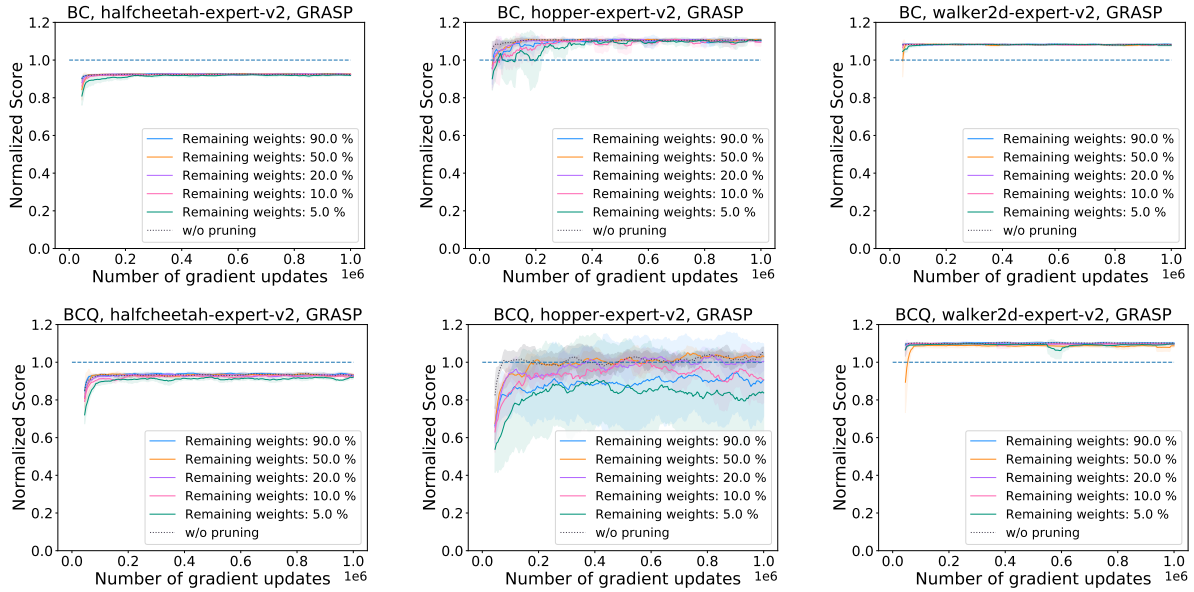 BC, halfcheetah-expert-v2, GRASP
Normalized Score
1.2
1.0
0.8
0.6
0.4
0.2
0.0
Remaining weights: 90.0 %
Remaining weights: 50.0 %
Remaining weights: 20.0 %
Remaining weights: 10.0 %
Remaining weights: 5.0 %
w/o pruning
0.0 0.2 0.4 0.6 0.8 1.0
1e6
Number of gradient updates
BC, hopper-expert-v2, GRASP
Normalized Score
1.2
1.0
0.8
0.6
0.4
0.2
0.0
Remaining weights: 90.0 %
Remaining weights: 50.0 %
Remaining weights: 20.0 %
Remaining weights: 10.0 %
Remaining weights: 5.0 %
w/o pruning
0.0 0.2 0.4 0.6 0.8 1.0
1e6
Number of gradient updates
BC, walker2d-expert-v2, GRASP
Normalized Score
1.2
1.0
0.8
0.6
0.4
0.2
0.0
Remaining weights: 90.0 %
Remaining weights: 50.0 %
Remaining weights: 20.0 %
Remaining weights: 10.0 %
Remaining weights: 5.0 %
w/o pruning
0.0 0.2 0.4 0.6 0.8 1.0
1e6
Number of gradient updates
BCQ, halfcheetah-expert-v2, GRASP
Normalized Score
1.2
1.0
0.8
0.6
0.4
0.2
0.0
Remaining weights: 90.0 %
Remaining weights: 50.0 %
Remaining weights: 20.0 %
Remaining weights: 10.0 %
Remaining weights: 5.0 %
w/o pruning
0.0 0.2 0.4 0.6 0.8 1.0
1e6
Number of gradient updates
BCQ, hopper-expert-v2, GRASP
Normalized Score
1.2
1.0
0.8
0.6
0.4
0.2
0.0
Remaining weights: 90.0 %
Remaining weights: 50.0 %
Remaining weights: 20.0 %
Remaining weights: 10.0 %
Remaining weights: 5.0 %
w/o pruning
0.0 0.2 0.4 0.6 0.8 1.0
1e6
Number of gradient updates
BCQ, walker2d-expert-v2, GRASP
Normalized Score
1.2
1.0
0.8
0.6
0.4
0.2
0.0
Remaining weights: 90.0 %
Remaining weights: 50.0 %
Remaining weights: 20.0 %
Remaining weights: 10.0 %
Remaining weights: 5.0 %
w/o pruning
0.0 0.2 0.4 0.6 0.8 1.0
1e6
Number of gradient updates